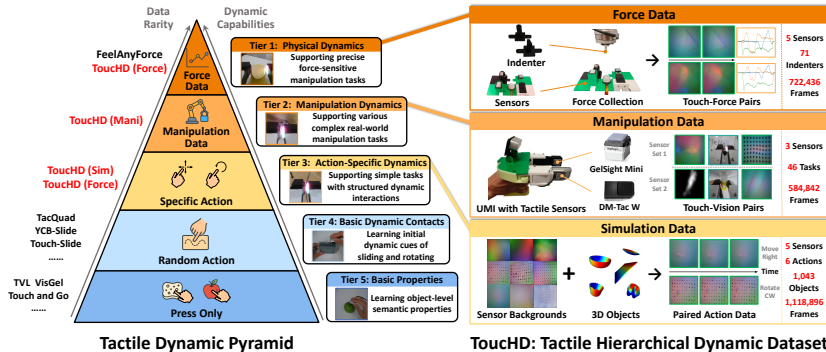 Data
Rarity
Dynamic
Capabilities
FeelAnyForce
ToucHD (Force)
Force
Data
ToucHD (Mani)
Manipulation
Data
ToucHD (Sim)
ToucHD (Force)
Specific Action
TacQuad
YCB-Slide
Touch-Slide
......
Random Action
TVL VisGel
Touch and Go
......
Press Only
Tier 1: Physical Dynamics
Supporting precise
force-sensitive
manipulation tasks
Tier 2: Manipulation Dynamics
Supporting various
complex real-world
manipulation tasks
Tier 3: Action-Specific Dynamics
Supporting simple tasks
with structured dynamic
interactions
Tier 4: Basic Dynamic Contacts
Learning initial
dynamic cues of
sliding and rotating
Tier 5: Basic Properties
Learning object-level
semantic properties
Tactile Dynamic Pyramid
Force Data
Indenter
Sensors
Force Collection
Touch-Force Pairs
5 Sensors
71
Indenters
722,436
Frames
Manipulation Data
UMI with Tactile Sensors
GelSight Mini
DM-Tac W
Sensor
Set 1
Sensor
Set 2
Touch-Vision Pairs
3 Sensors
46 Tasks
584,842
Frames
Simulation Data
Sensor Backgrounds
3D Objects
Move
Right
Time
Rotate
CW
Paired Action Data
5 Sensors
6 Actions
1,043
Objects
1,118,896
Frames
ToucHD: Tactile Hierarchical Dynamic Dataset